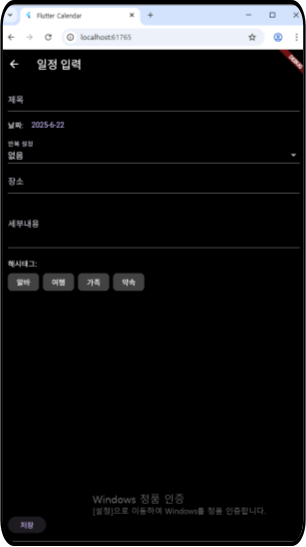 Flutter Calendar
localhost:61765
일정 입력
DEBUG
제목
날짜: 2025-6-22
반복 설정
없음
장소
세부내용
해시태그:
알바 여행 가족 약속
Windows 정품 인증
[설정]으로 이동하여 Windows를 정품 인증합니다.
저장